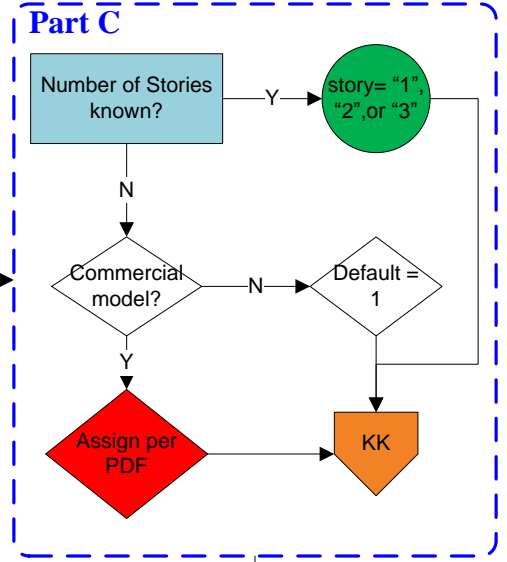 Part C
Number of Stories
known?
Y
story= “1”,
“2”,or “3”
N
Commercial
model?
N
Default =
1
Y
Assign per
PDF
KK